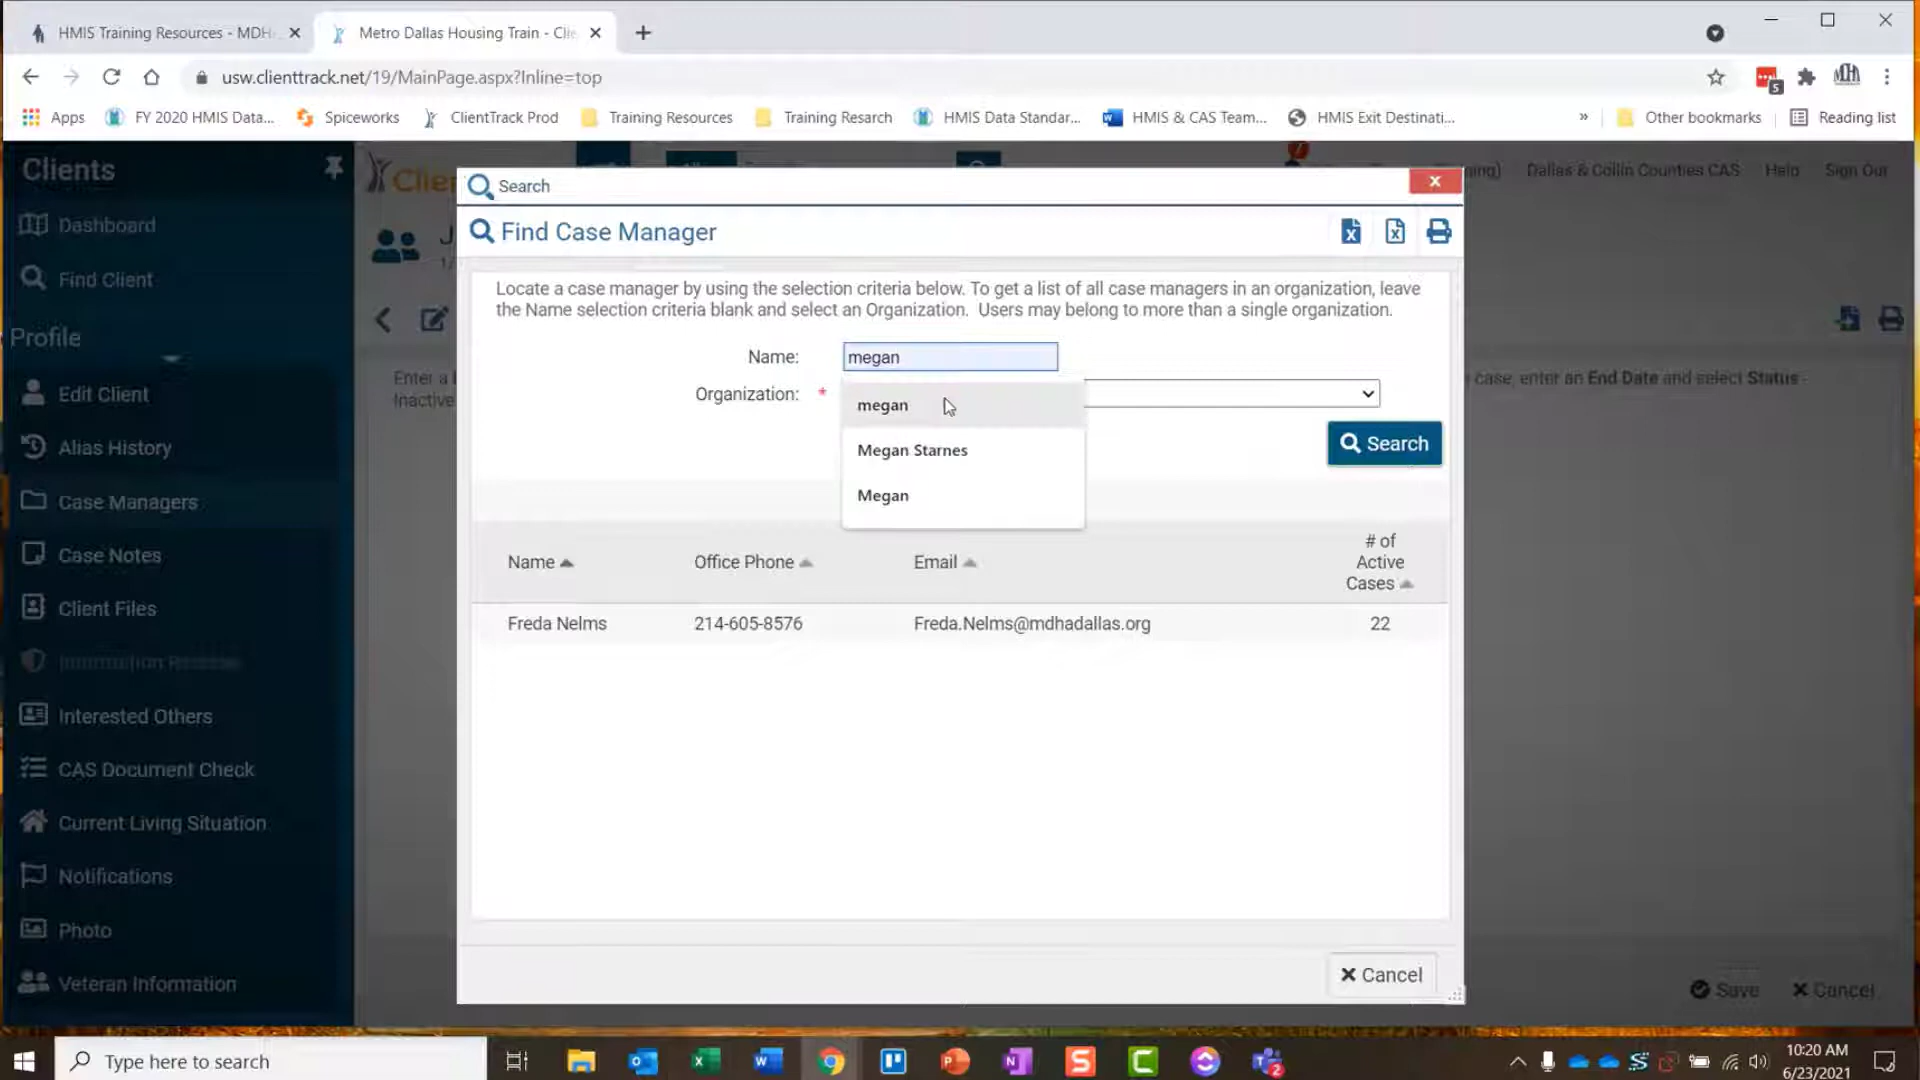 HMIS Training Resources - MDH
Metro Dallas Housing Train - Clie
usw.clienttrack.net/19/MainPage.aspx?Inline=top
5
Apps
FY 2020 HMIS Data...
Spiceworks
ClientTrack Prod
Training Resources
Training Resarch
HMIS Data Standar...
HMIS & CAS Team...
HMIS Exit Destinati...
»
Other bookmarks
Reading list
Clients
Dashboard
Find Client
Profile
Edit Client
Alias History
Case Managers
Case Notes
Client Files
Interested Others
CAS Document Check
Current Living Situation
Notifications
Photo
Veteran Information
Dallas & Collin Counties CAS
Help
Sign Out
Enter a
Inactive
case, enter an End Date and select Status -
Search
Find Case Manager
Locate a case manager by using the selection criteria below. To get a list of all case managers in an organization, leave
the Name selection criteria blank and select an Organization. Users may belong to more than a single organization.
Name: megan
Organization: *
megan
Megan Starnes
Megan
Search
Name
Office Phone
Email
# of
Active
Cases
Freda Nelms 214-605-8576 Freda.Nelms@mdhadallas.org 22
Cancel
Save
Cancel
Type here to search
10:20 AM
6/23/2021